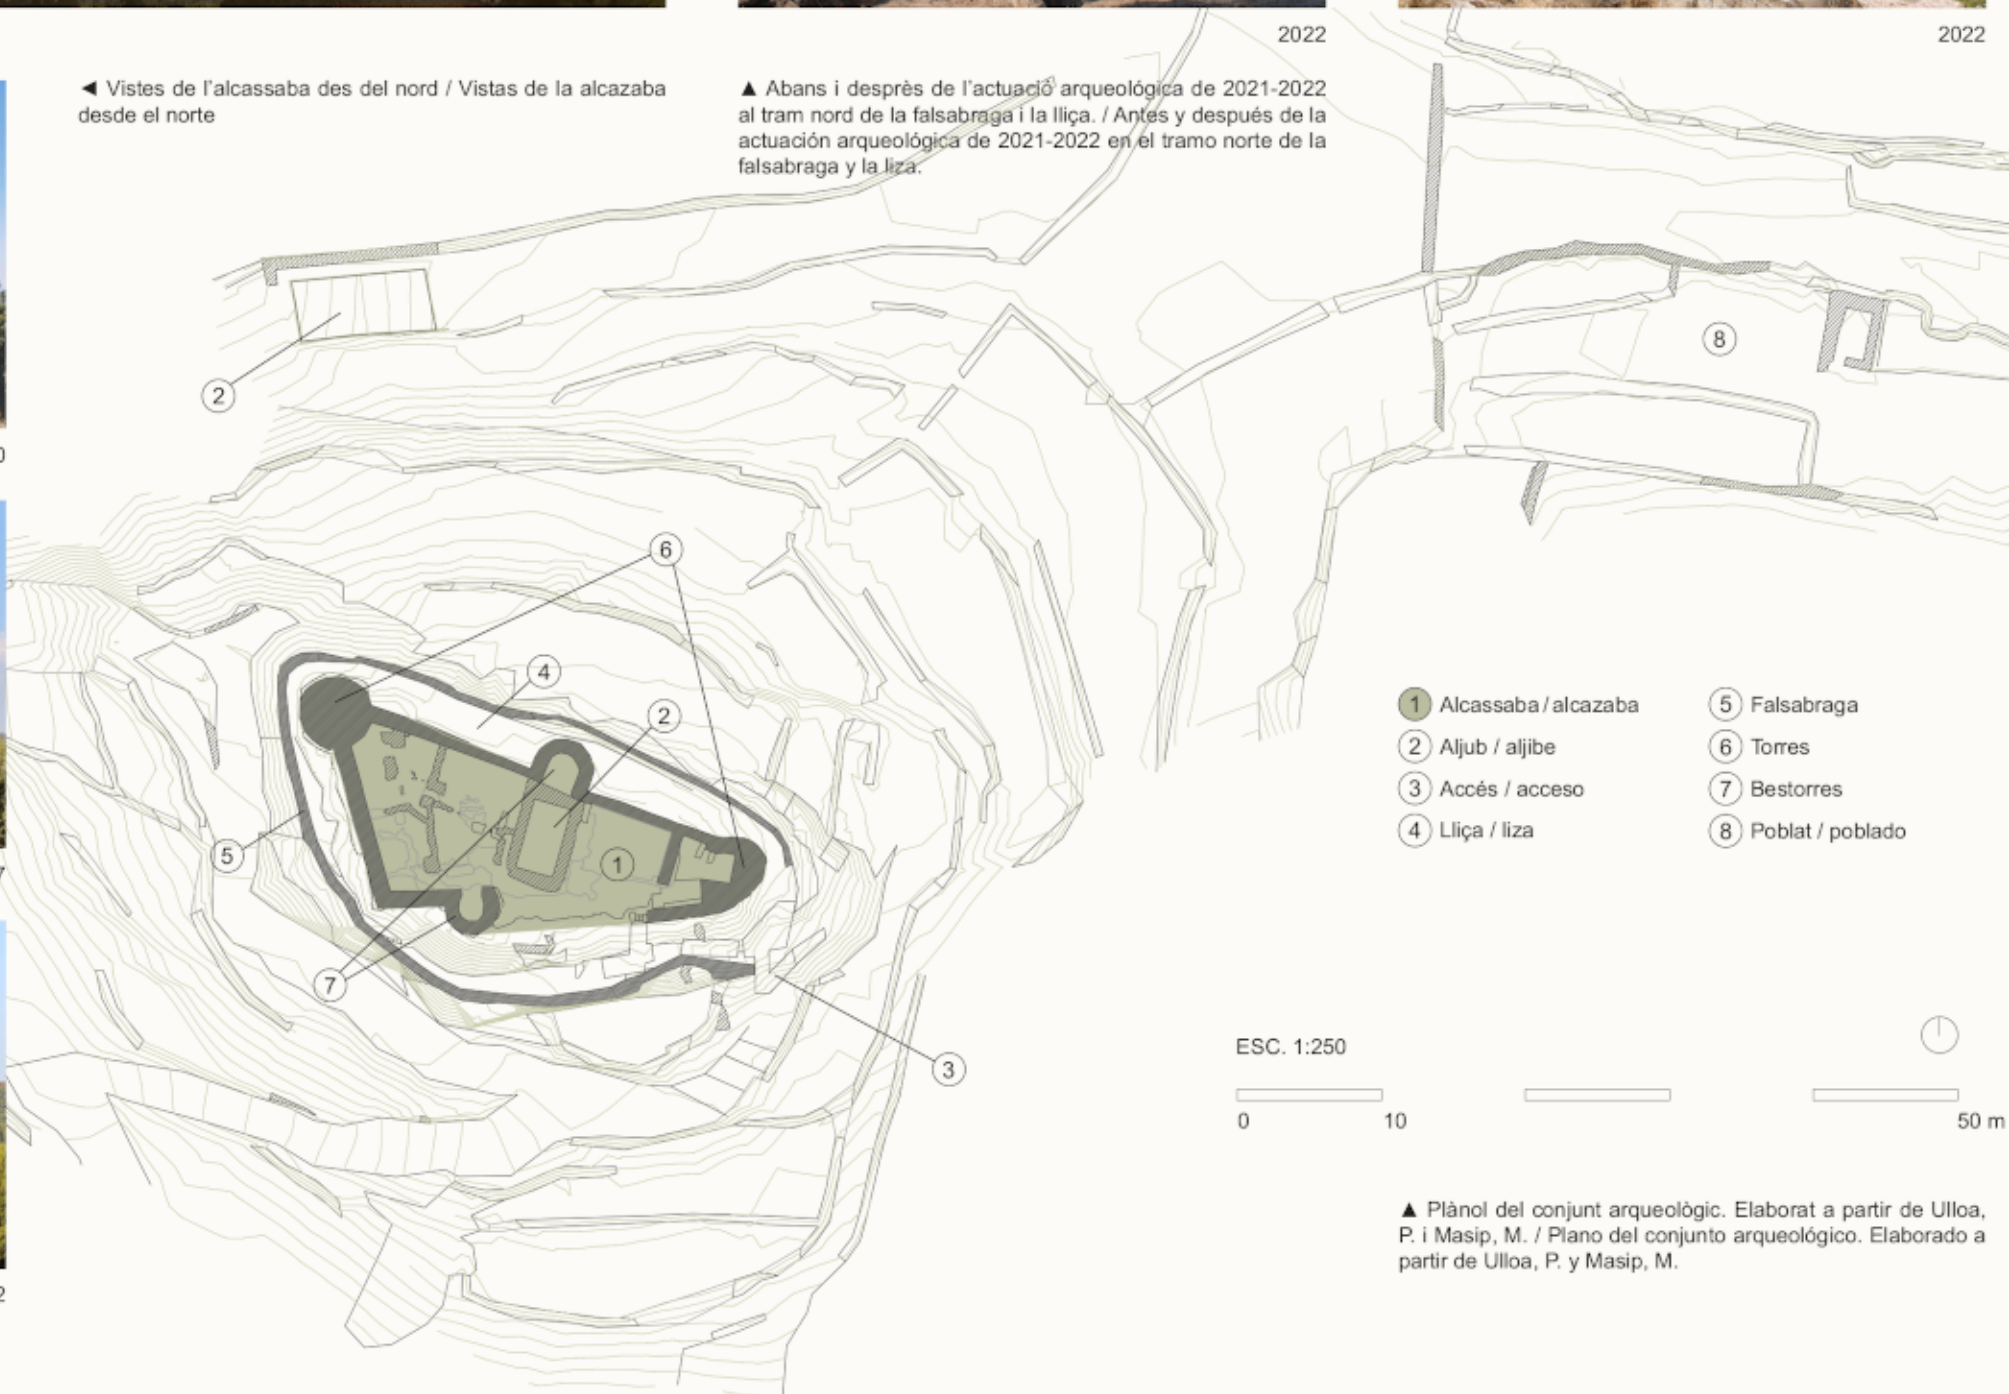 2022
2022
◄ Vistes de l'alcassaba des del nord / Vistas de la alcazaba
desde el norte
▲ Abans i desprès de l'actuació arqueológica de 2021-2022
al tram nord de la falsabraga i la lliça. / Antes y después de la
actuación arqueológica de 2021-2022 en el tramo norte de la
falsabraga y la liza.
8
2
6
4
2
5
1
7
3
1 Alcassaba / alcazaba
2 Aljub / aljibe
3 Accés / acceso
4 Lliça / liza
5 Falsabraga
6 Torres
7 Bestorres
8 Poblat / poblado
ESC. 1:250
0 10 50 m
▲ Plànol del conjunt arqueològic. Elaborat a partir de Ulloa,
P. i Masip, M. / Plano del conjunto arqueológico. Elaborado a
partir de Ulloa, P. y Masip, M.